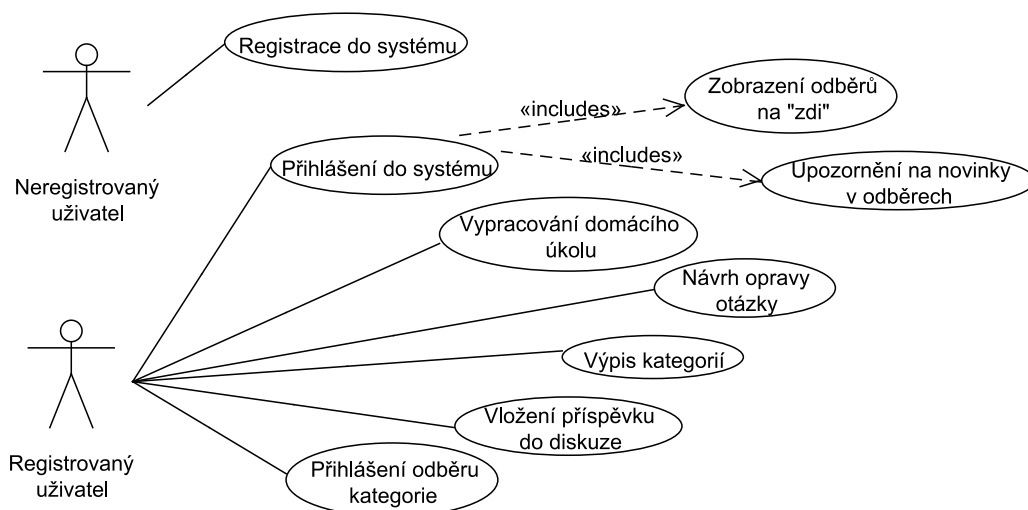 Registrace do systému
Neregistrovaný
uživatel
«includes»
Zobrazení odběrů
na "zdi"
Přihlášení do systému
«includes»
Upozornění na novinky
v odběrech
Vypracování domácího
úkolu
Návrh opravy
otázky
Výpis kategorií
Vložení příspěvku
do diskuze
Registrovaný
uživatel
Přihlášení odběru
kategorie